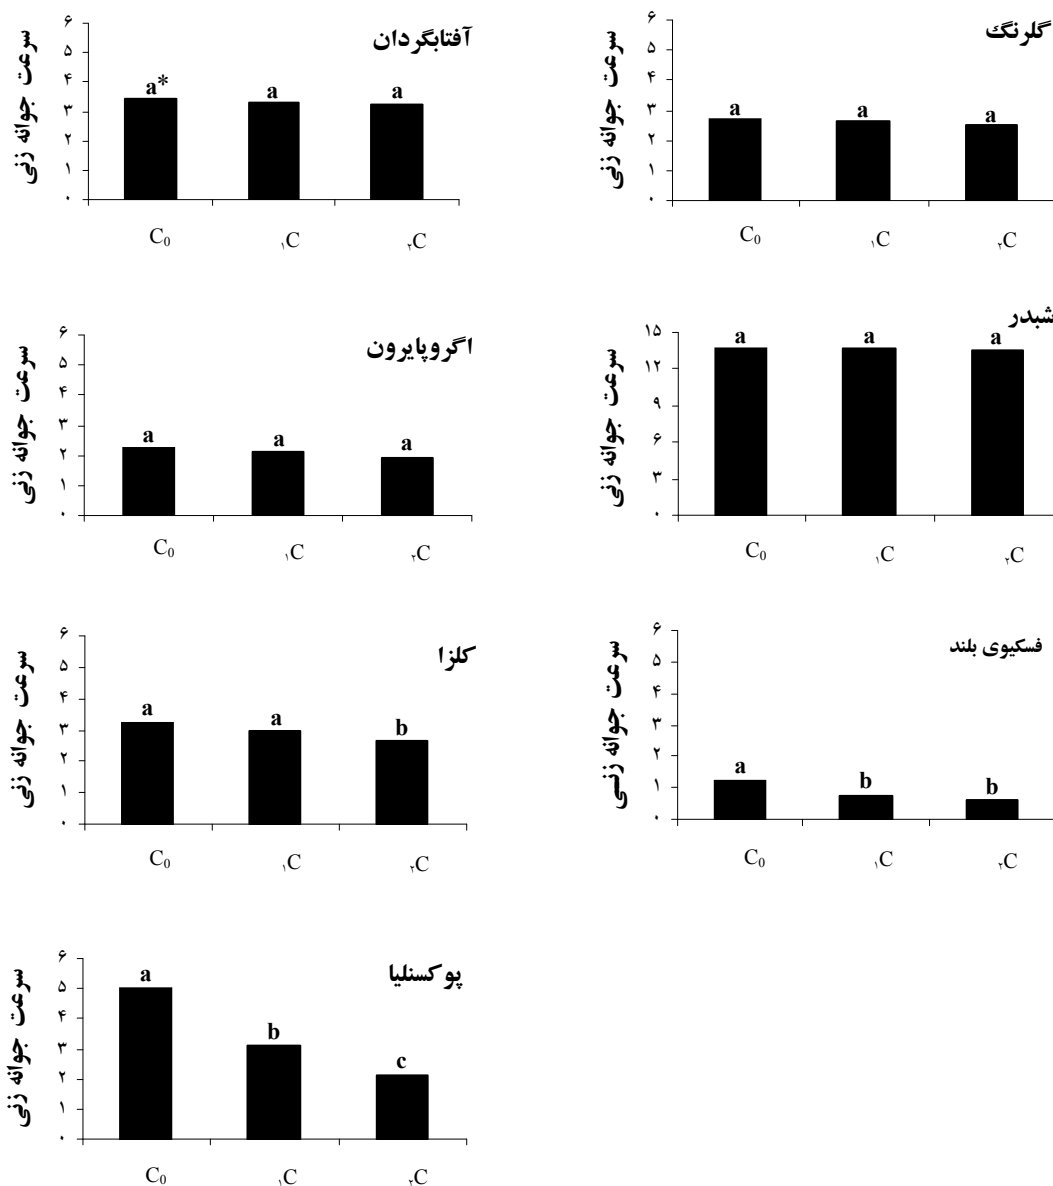 آفتابگردان
سرعت جوانه زنی
۶
۵
۴
۳
۲
۱
۰
a*
a
a
C₀
₁C
₂C
گلرنگ
سرعت جوانه زنی
۶
۵
۴
۳
۲
۱
۰
a
a
a
C₀
₁C
₂C
اگروپایرون
سرعت جوانه زنی
۶
۵
۴
۳
۲
۱
۰
a
a
a
C₀
₁C
₂C
شبدر
سرعت جوانه زنی
۱۵
۱۲
۹
۶
۳
۰
a
a
a
C₀
₁C
₂C
کلزا
سرعت جوانه زنی
۶
۵
۴
۳
۲
۱
۰
a
a
b
C₀
₁C
₂C
فسکیوی بلند
سرعت جوانه زنی
۶
۵
۴
۳
۲
۱
۰
a
b
b
C₀
₁C
₂C
پوکسنلیا
سرعت جوانه زنی
۶
۵
۴
۳
۲
۱
۰
a
b
c
C₀
₁C
₂C